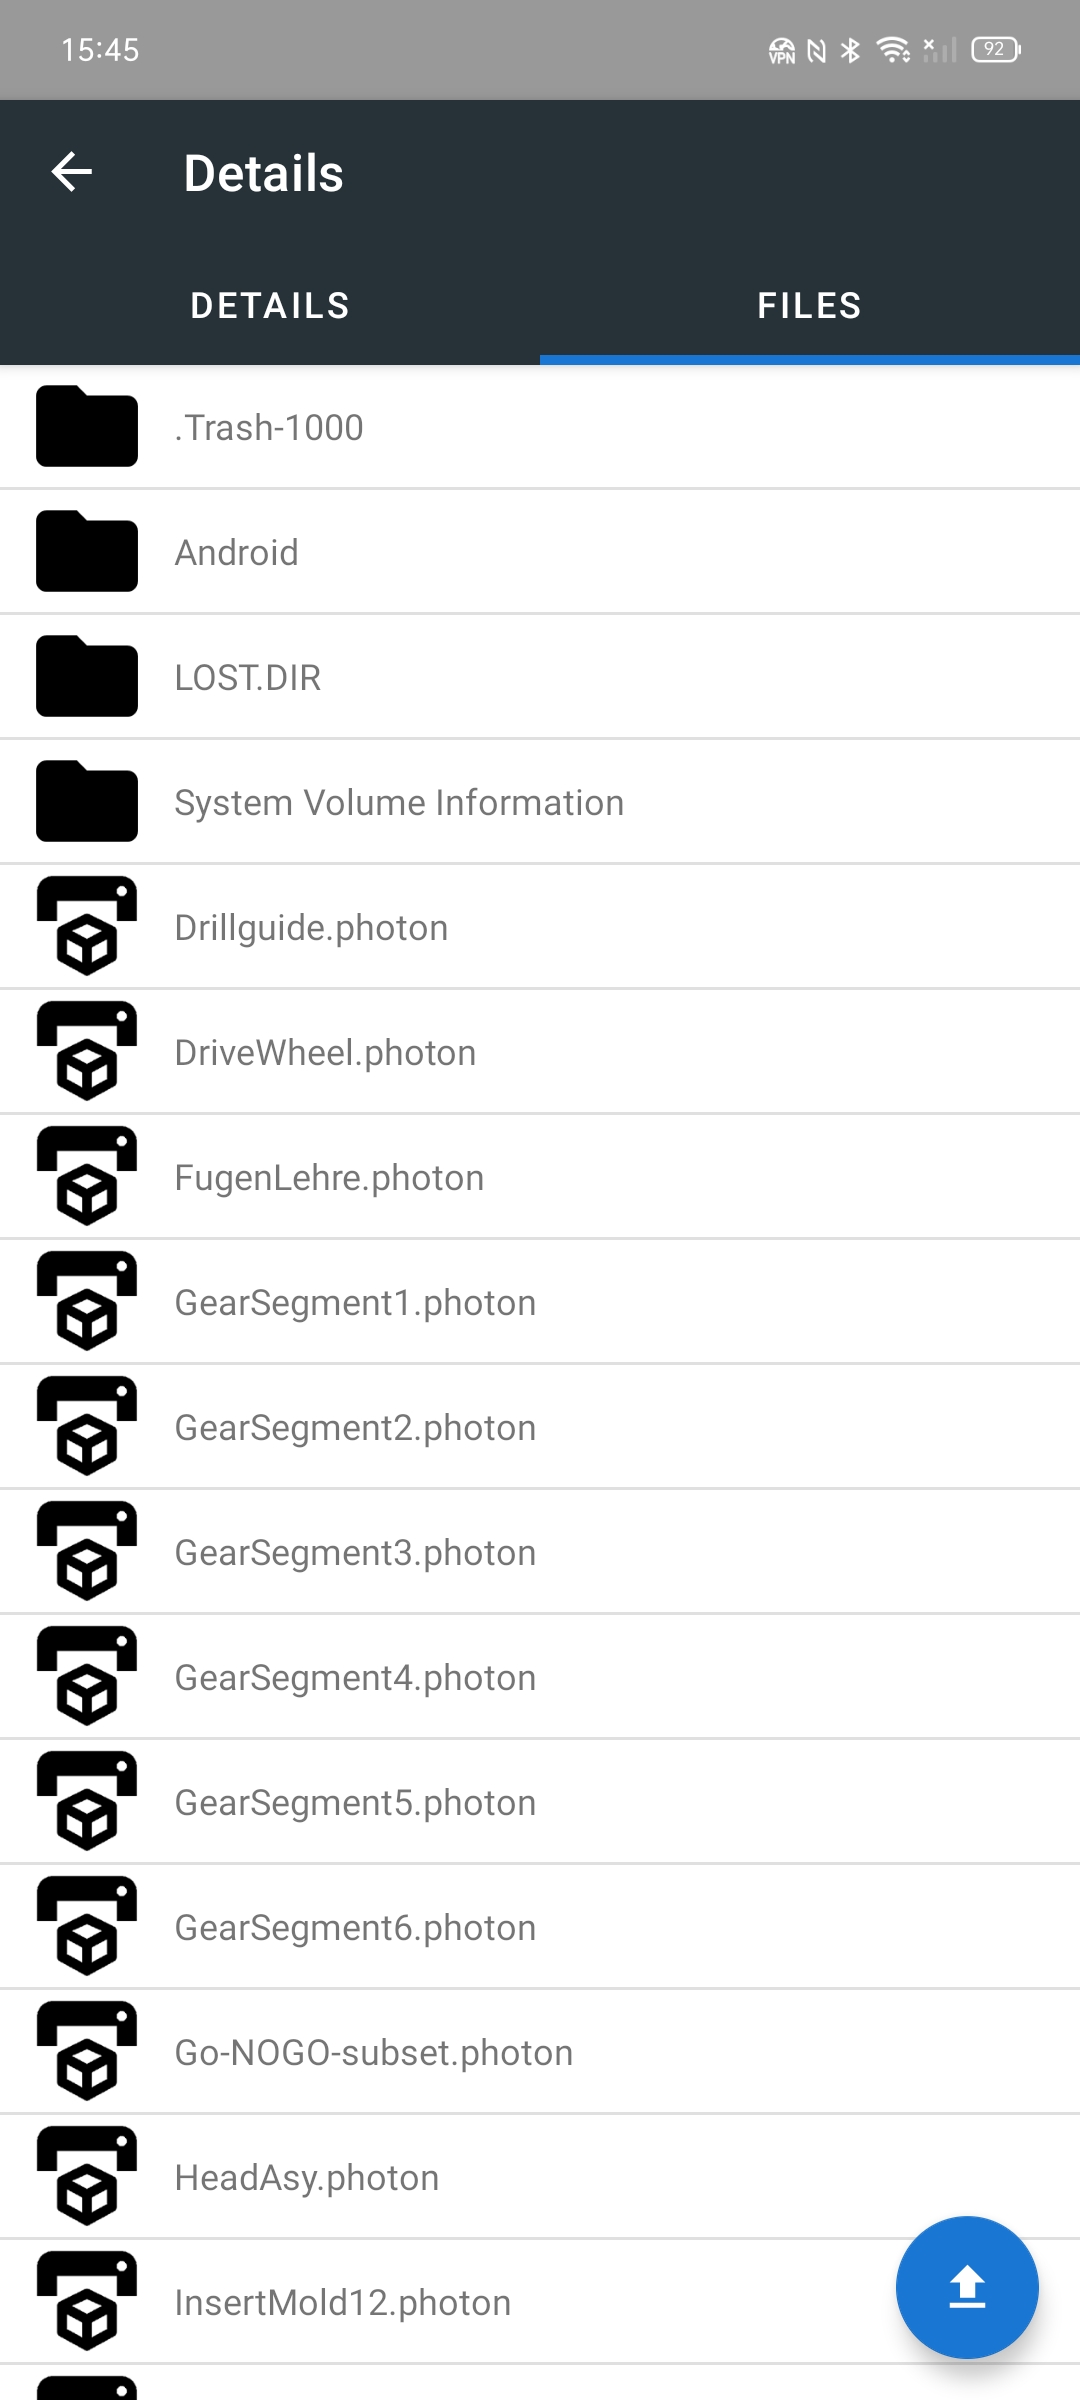 15:45
VPN
92
Details
DETAILS
FILES
.Trash-1000
Android
LOST.DIR
System Volume Information
Drillguide.photon
DriveWheel.photon
FugenLehre.photon
GearSegment1.photon
GearSegment2.photon
GearSegment3.photon
GearSegment4.photon
GearSegment5.photon
GearSegment6.photon
Go-NOGO-subset.photon
HeadAsy.photon
InsertMold12.photon